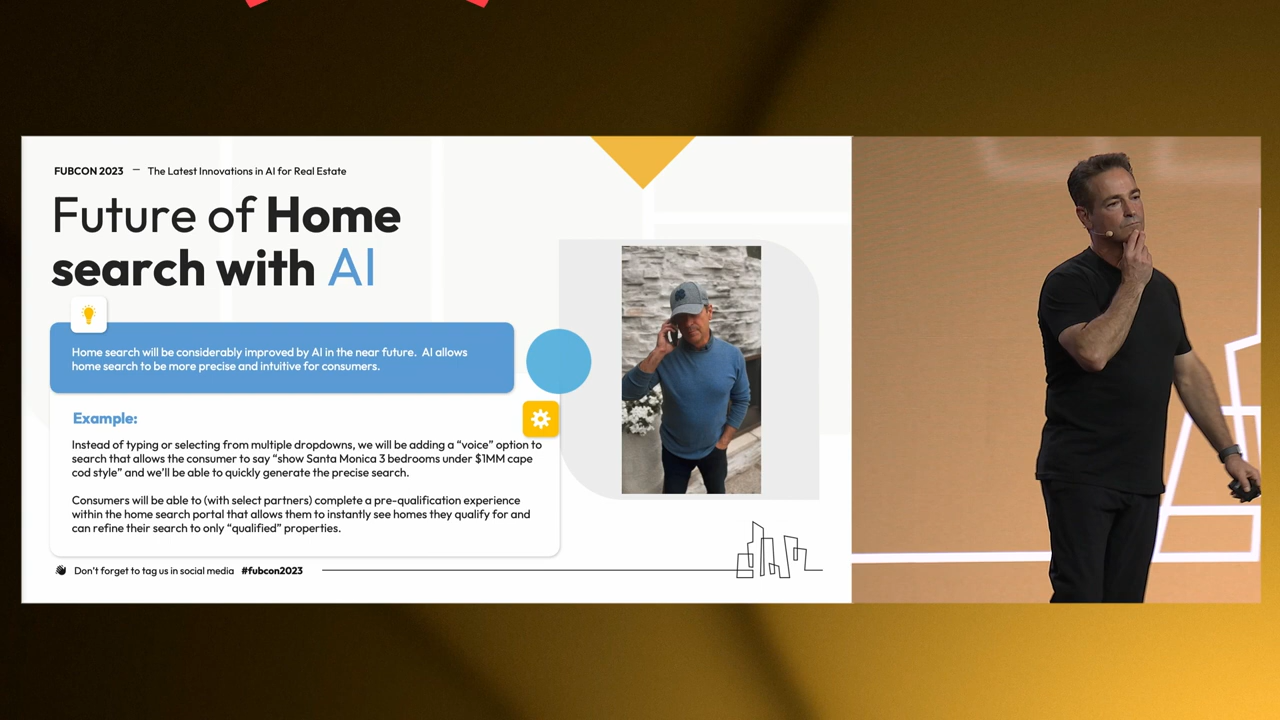 FUBCON 2023 — The Latest Innovations in AI for Real Estate
Future of Home
search with AI
Home search will be considerably improved by AI in the near future. AI allows
home search to be more precise and intuitive for consumers.
Example:
Instead of typing or selecting from multiple dropdowns, we will be adding a “voice” option to
search that allows the consumer to say “show Santa Monica 3 bedrooms under $1MM cape
cod style” and we’ll be able to quickly generate the precise search.
Consumers will be able to (with select partners) complete a pre-qualification experience
within the home search portal that allows them to instantly see homes they qualify for and
can refine their search to only “qualified” properties.
Don’t forget to tag us in social media #fubcon2023